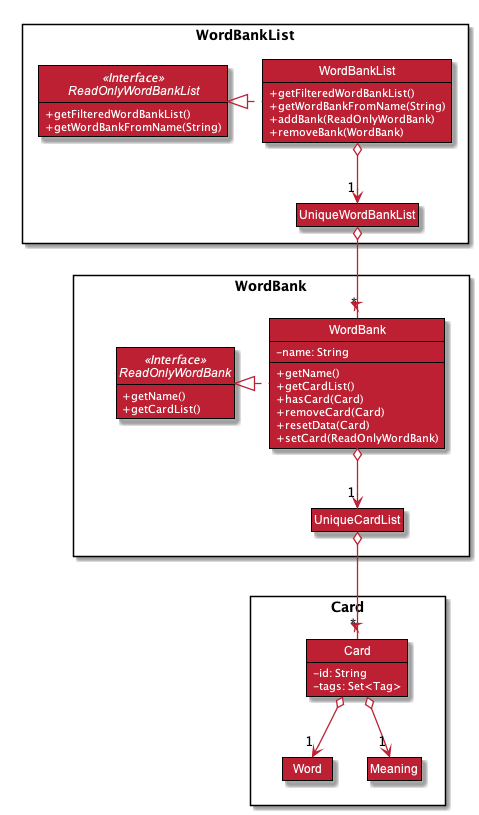 WordBankList
«Interface»
ReadOnlyWordBankList
+getFilteredWordBankList()
+getWordBankFromName(String)
WordBankList
+getFilteredWordBankList()
+getWordBankFromName(String)
+addBank(ReadOnlyWordBank)
+removeBank(WordBank)
1
UniqueWordBankList
WordBank
*
«Interface»
ReadOnlyWordBank
+getName()
+getCardList()
WordBank
-name: String
+getName()
+getCardList()
+hasCard(Card)
+removeCard(Card)
+resetData(Card)
+setCard(ReadOnlyWordBank)
1
UniqueCardList
Card
*
Card
-id: String
-tags: Set<Tag>
1
1
Word
Meaning